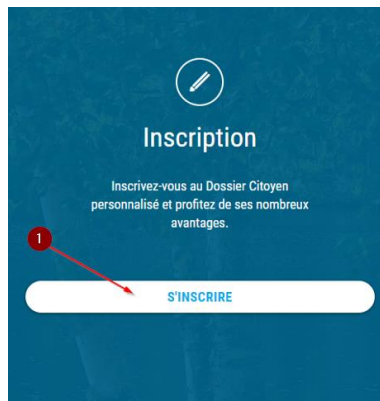 Inscription
Inscrivez-vous au Dossier Citoyen
personnalisé et profitez de ses nombreux
avantages.
1
S'INSCRIRE